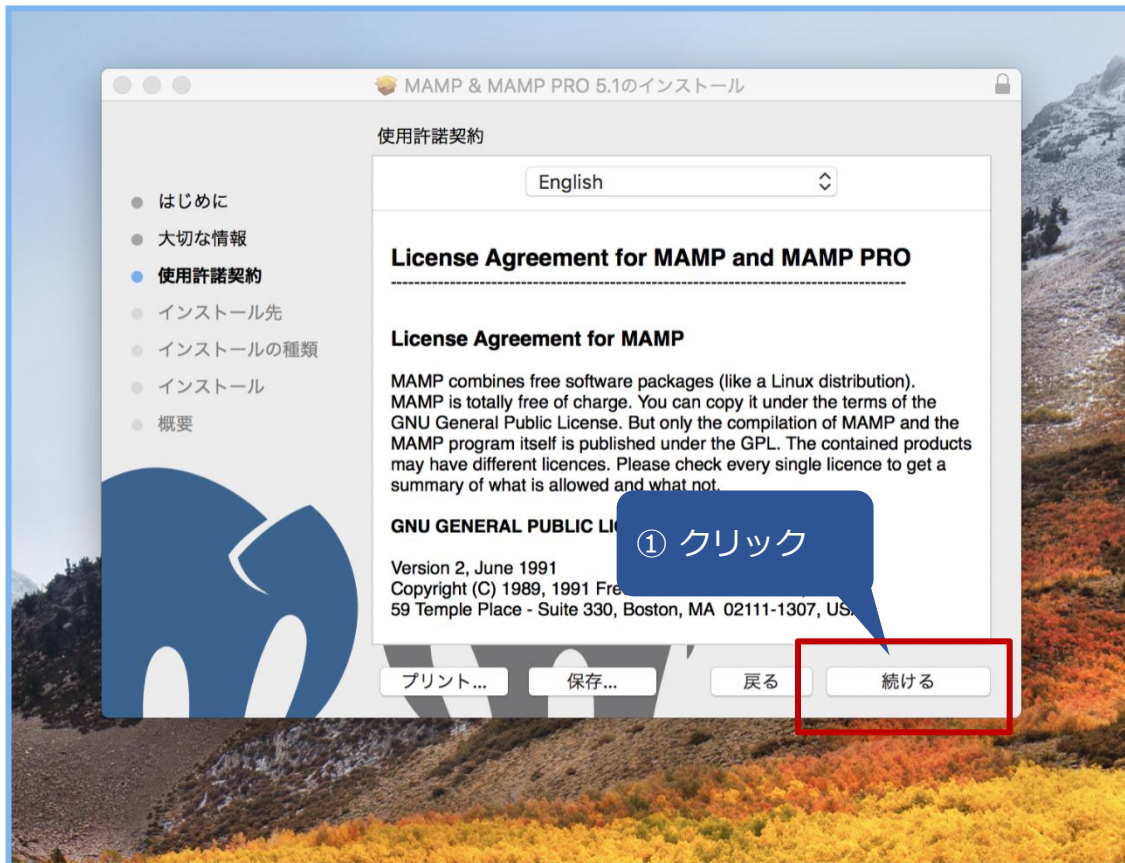 MAMP & MAMP PRO 5.1のインストール
使用許諾契約
English
はじめに
大切な情報
使用許諾契約
インストール先
インストールの種類
インストール
概要
License Agreement for MAMP and MAMP PRO
License Agreement for MAMP
MAMP combines free software packages (like a Linux distribution).
MAMP is totally free of charge. You can copy it under the terms of the
GNU General Public License. But only the compilation of MAMP and the
MAMP program itself is published under the GPL. The contained products
may have different licences. Please check every single licence to get a
summary of what is allowed and what not.
GNU GENERAL PUBLIC
Version 2, June 1991
Copyright (C) 1989, 1991
59 Temple Place - Suite 330, Boston, MA 02111-1307,
① クリック
プリント...
保存...
戻る
続ける